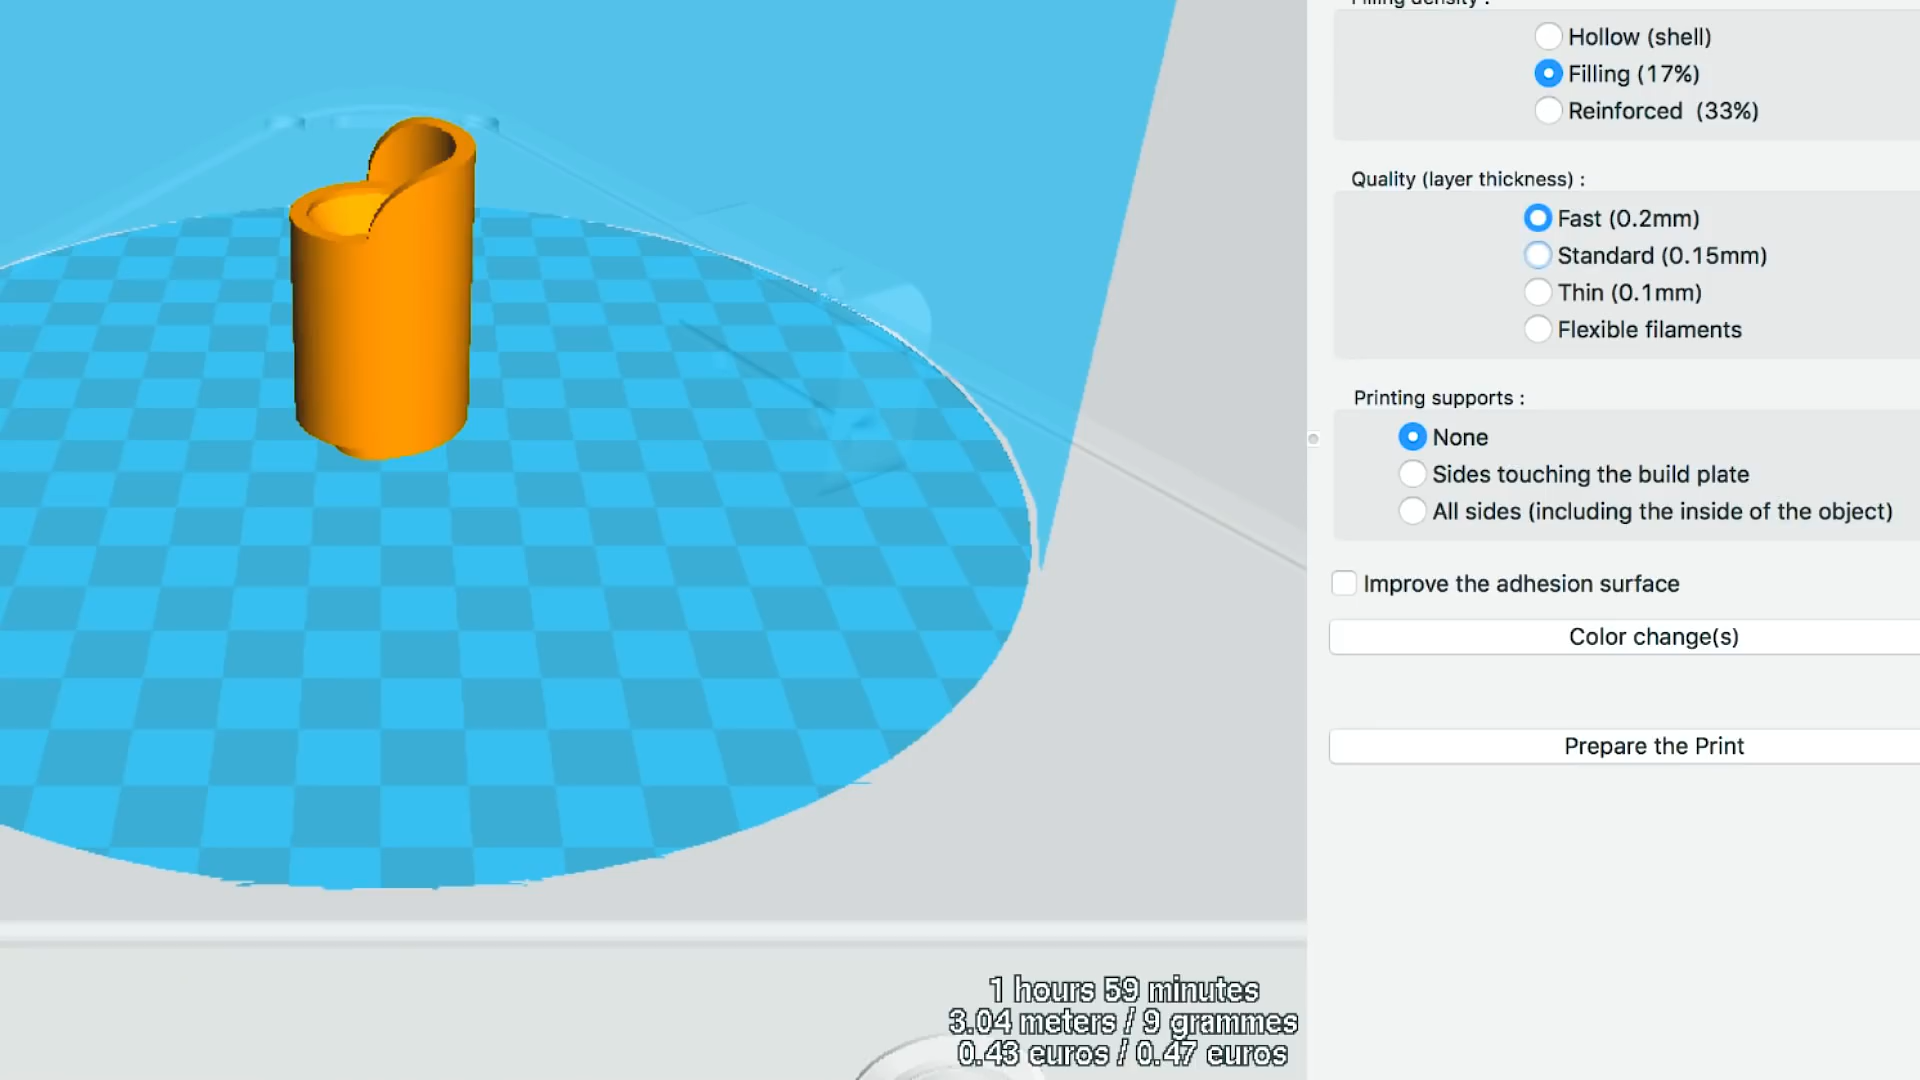 Filling density :
Hollow (shell)
Filling (17%)
Reinforced (33%)
Quality (layer thickness) :
Fast (0.2mm)
Standard (0.15mm)
Thin (0.1mm)
Flexible filaments
Printing supports :
None
Sides touching the build plate
All sides (including the inside of the object)
Improve the adhesion surface
Color change(s)
Prepare the Print
1 hours 59 minutes
3.04 meters / 9 grammes
0.43 euros / 0.47 euros